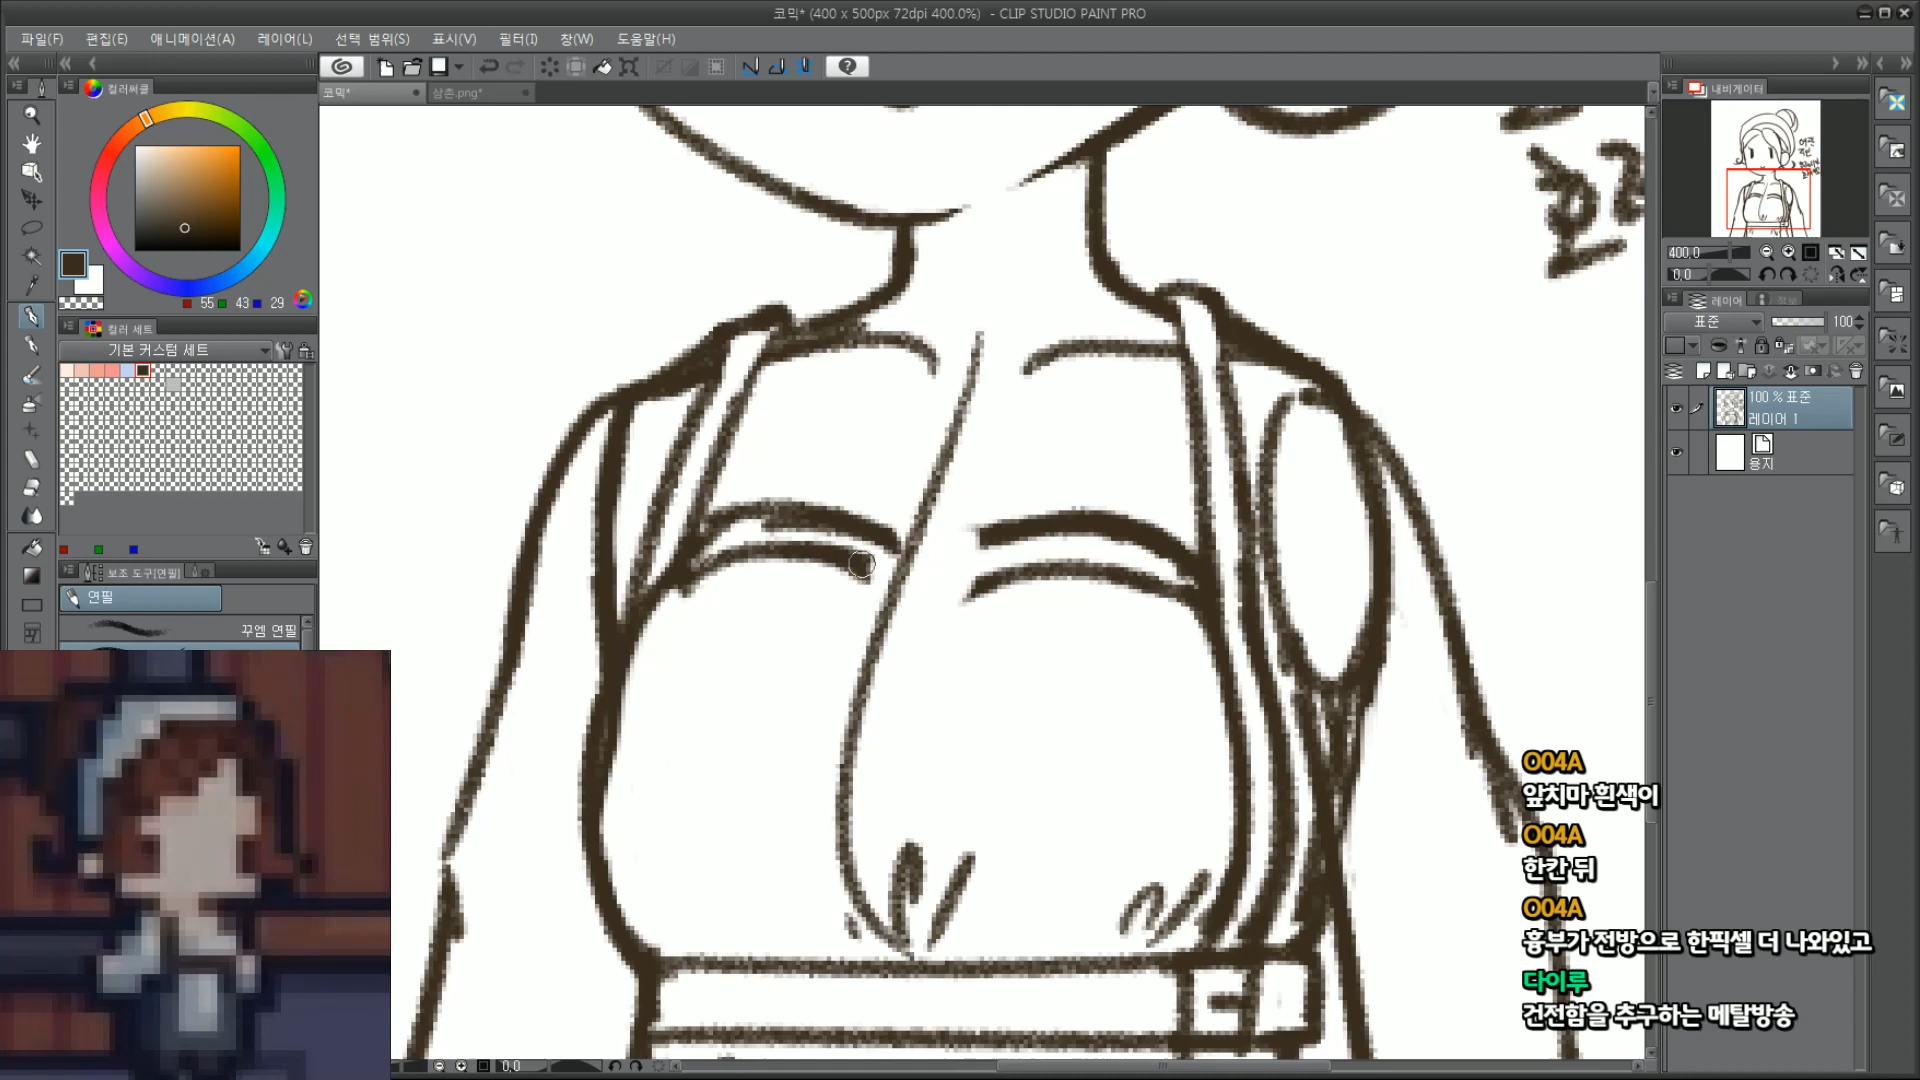 코믹* (400 x 500px 72dpi 400.0%) - CLIP STUDIO PAINT PRO
파일(F) 편집(E) 애니메이션(A) 레이어(L) 선택 범위(S) 표시(V) 필터(I) 창(W) 도움말(H)
컬러써클
코믹*
삼촌.png*
내비게이터
55 43 29
컬러 세트
기본 커스텀 세트
400.0
0.0
레이어
정보
표준
100
100 % 표준
레이어 1
용지
보조 도구[연필]
연필
꾸엠 연필
O04A
앞치마 흰색이
O04A
한칸 뒤
O04A
흉부가 전방으로 한픽셀 더 나와있고
다이루
건전함을 추구하는 메탈방송
0.0